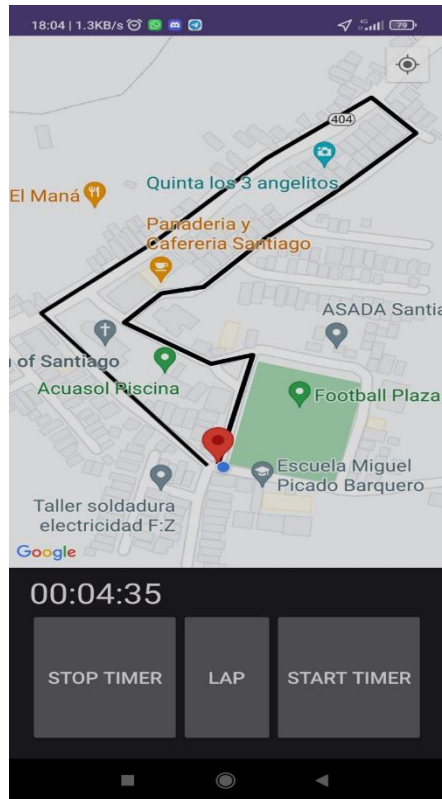 18:04 | 1.3KB/s
4G
79
404
Quinta los 3 angelitos
El Maná
Panaderia y
Cafereria Santiago
ASADA Santia
n of Santiago
Acuasol Piscina
Football Plaza
Escuela Miguel
Picado Barquero
Taller soldadura
electricidad F:Z
Google
00:04:35
STOP TIMER
LAP
START TIMER